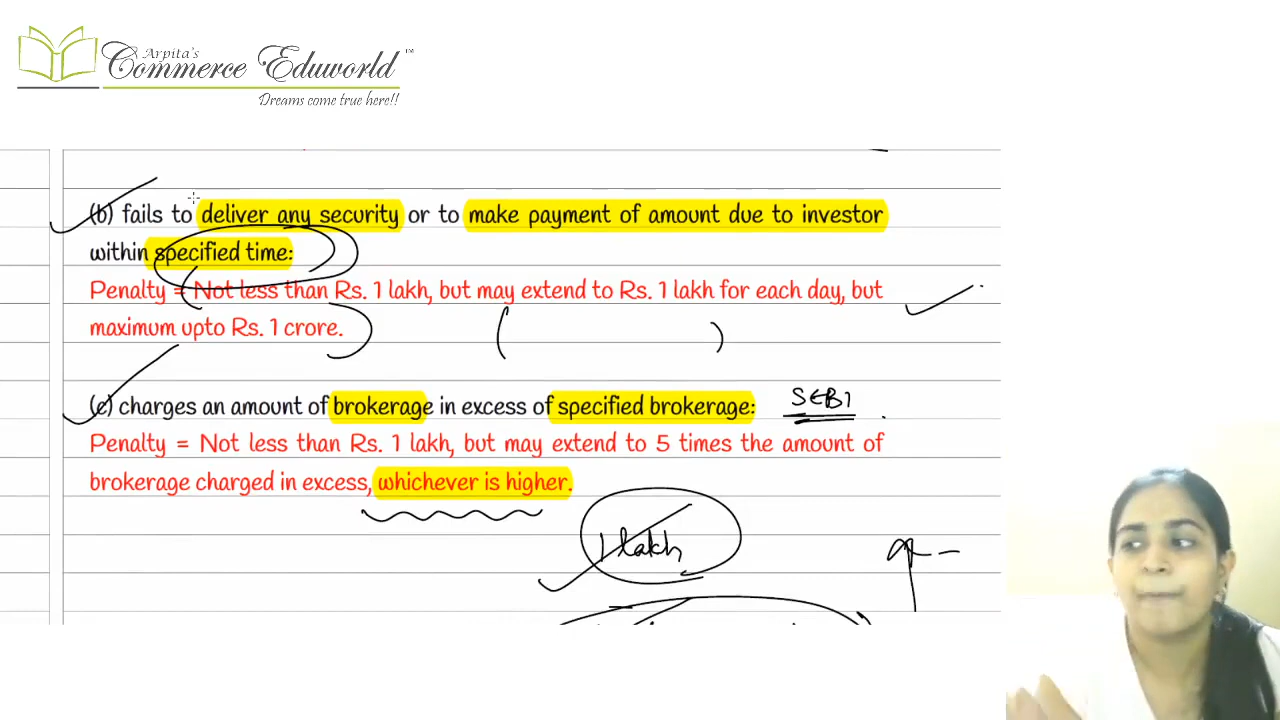 Arpita's
Commerce Eduworld™
Dreams come true here!!
(b) fails to deliver any security or to make payment of amount due to investor
within specified time:
Penalty = Not less than Rs. 1 lakh, but may extend to Rs. 1 lakh for each day, but
maximum upto Rs. 1 crore.
(c) charges an amount of brokerage in excess of specified brokerage: SEBI
Penalty = Not less than Rs. 1 lakh, but may extend to 5 times the amount of
brokerage charged in excess, whichever is higher.
1 lakh